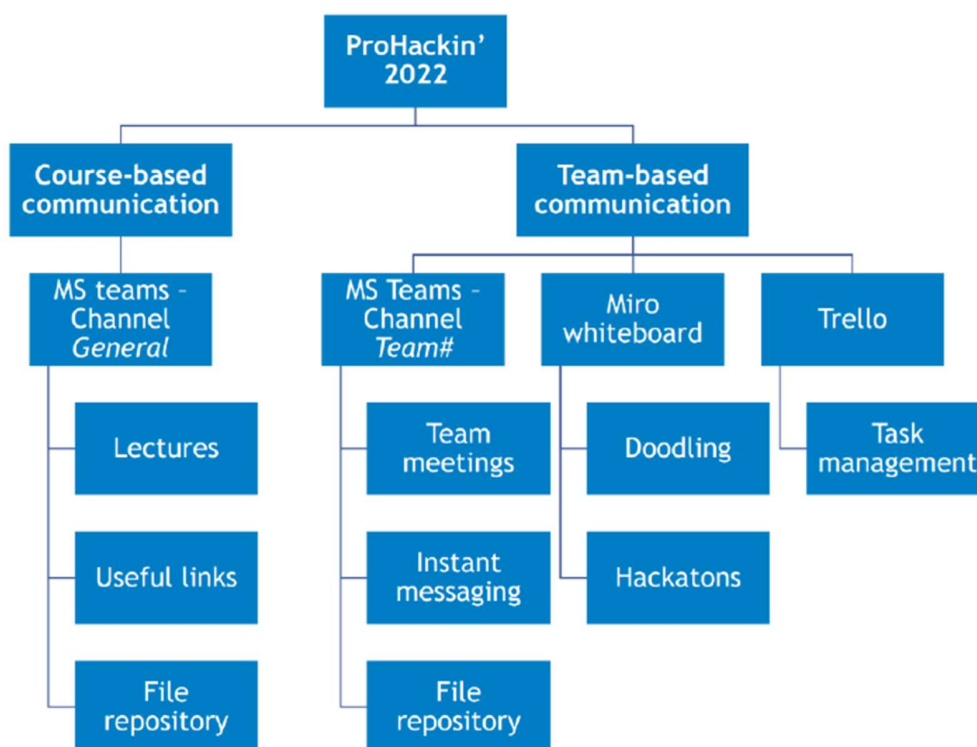 ProHackin’
2022
Course-based
communication
Team-based
communication
MS teams –
Channel
General
MS Teams –
Channel
Team#
Miro
whiteboard
Trello
Lectures
Team
meetings
Doodling
Task
management
Useful links
Instant
messaging
Hackatons
File
repository
File
repository